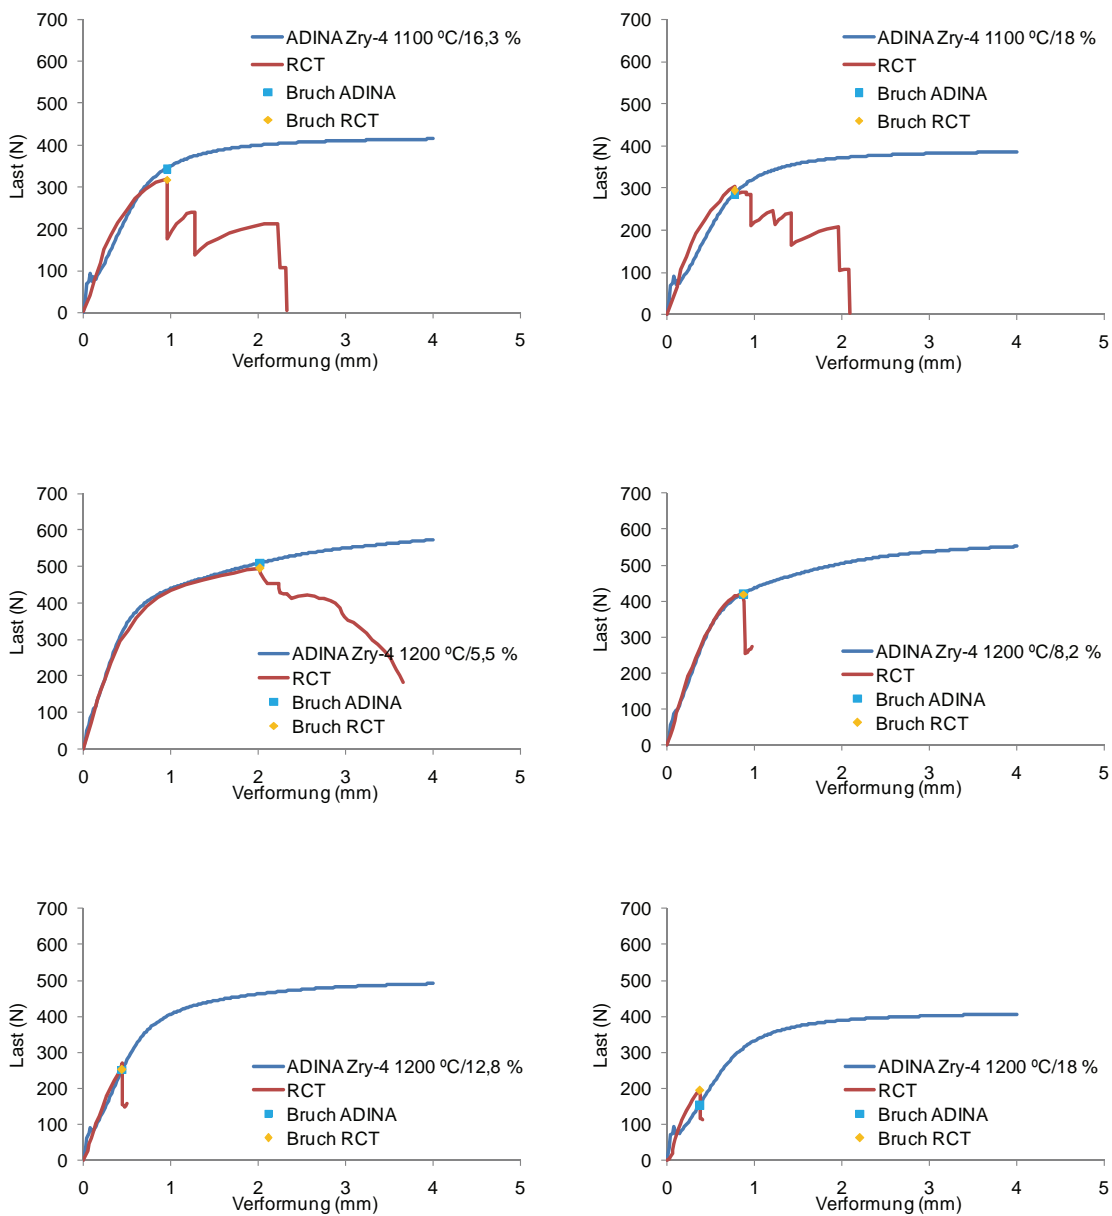 700
600
500
400
300
200
100
0
Last (N)
0 1 2 3 4 5
Verformung (mm)
ADINA Zry-4 1100 ºC/16,3 %
RCT
Bruch ADINA
Bruch RCT
700
600
500
400
300
200
100
0
Last (N)
0 1 2 3 4 5
Verformung (mm)
ADINA Zry-4 1100 ºC/18 %
RCT
Bruch ADINA
Bruch RCT
700
600
500
400
300
200
100
0
Last (N)
0 1 2 3 4 5
Verformung (mm)
ADINA Zry-4 1200 ºC/5,5 %
RCT
Bruch ADINA
Bruch RCT
700
600
500
400
300
200
100
0
Last (N)
0 1 2 3 4 5
Verformung (mm)
ADINA Zry-4 1200 ºC/8,2 %
RCT
Bruch ADINA
Bruch RCT
700
600
500
400
300
200
100
0
Last (N)
0 1 2 3 4 5
Verformung (mm)
ADINA Zry-4 1200 ºC/12,8 %
RCT
Bruch ADINA
Bruch RCT
700
600
500
400
300
200
100
0
Last (N)
0 1 2 3 4 5
Verformung (mm)
ADINA Zry-4 1200 ºC/18 %
RCT
Bruch ADINA
Bruch RCT